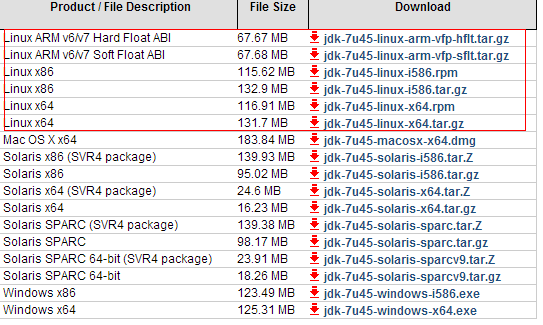 Product / File Description File Size Download
Linux ARM v6/v7 Hard Float ABI 67.67 MB jdk-7u45-linux-arm-vfp-hflt.tar.gz
Linux ARM v6/v7 Soft Float ABI 67.68 MB jdk-7u45-linux-arm-vfp-sflt.tar.gz
Linux x86 115.62 MB jdk-7u45-linux-i586.rpm
Linux x86 132.9 MB jdk-7u45-linux-i586.tar.gz
Linux x64 116.91 MB jdk-7u45-linux-x64.rpm
Linux x64 131.7 MB jdk-7u45-linux-x64.tar.gz
Mac OS X x64 183.84 MB jdk-7u45-macosx-x64.dmg
Solaris x86 (SVR4 package) 139.93 MB jdk-7u45-solaris-i586.tar.Z
Solaris x86 95.02 MB jdk-7u45-solaris-i586.tar.gz
Solaris x64 (SVR4 package) 24.6 MB jdk-7u45-solaris-x64.tar.Z
Solaris x64 16.23 MB jdk-7u45-solaris-x64.tar.gz
Solaris SPARC (SVR4 package) 139.38 MB jdk-7u45-solaris-sparc.tar.Z
Solaris SPARC 98.17 MB jdk-7u45-solaris-sparc.tar.gz
Solaris SPARC 64-bit (SVR4 package) 23.91 MB jdk-7u45-solaris-sparcv9.tar.Z
Solaris SPARC 64-bit 18.26 MB jdk-7u45-solaris-sparcv9.tar.gz
Windows x86 123.49 MB jdk-7u45-windows-i586.exe
Windows x64 125.31 MB jdk-7u45-windows-x64.exe